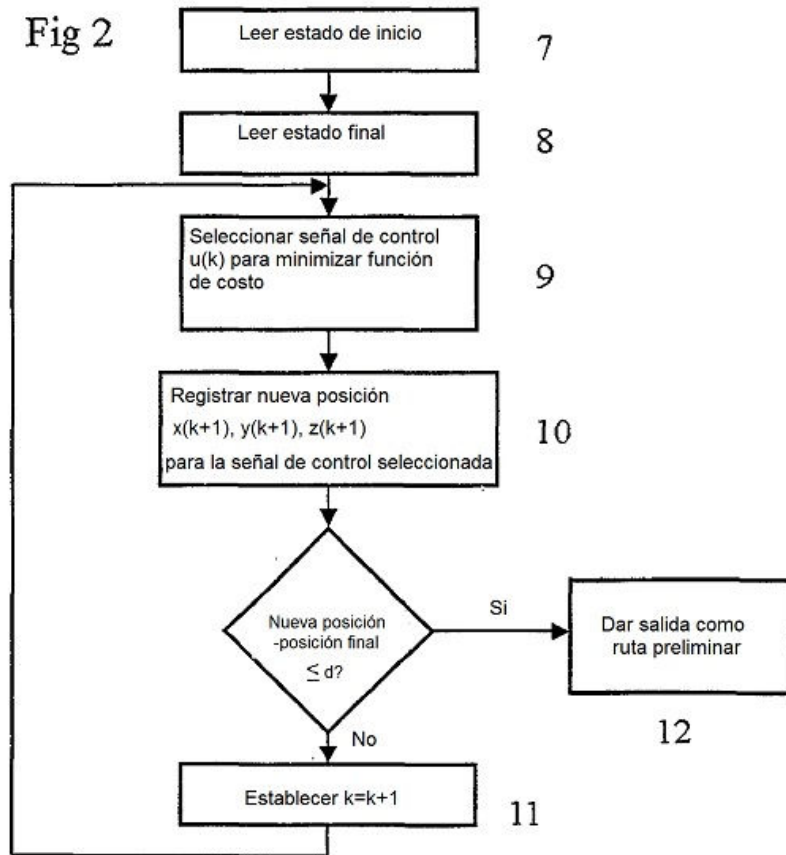 Fig 2
Leer estado de inicio
7
Leer estado final
8
Seleccionar señal de control
u(k) para minimizar función
de costo
9
Registrar nueva posición
x(k+1), y(k+1), z(k+1)
para la señal de control seleccionada
10
Nueva posición
-posición final
≤ d?
Si
Dar salida como
ruta preliminar
12
No
Establecer k=k+1
11